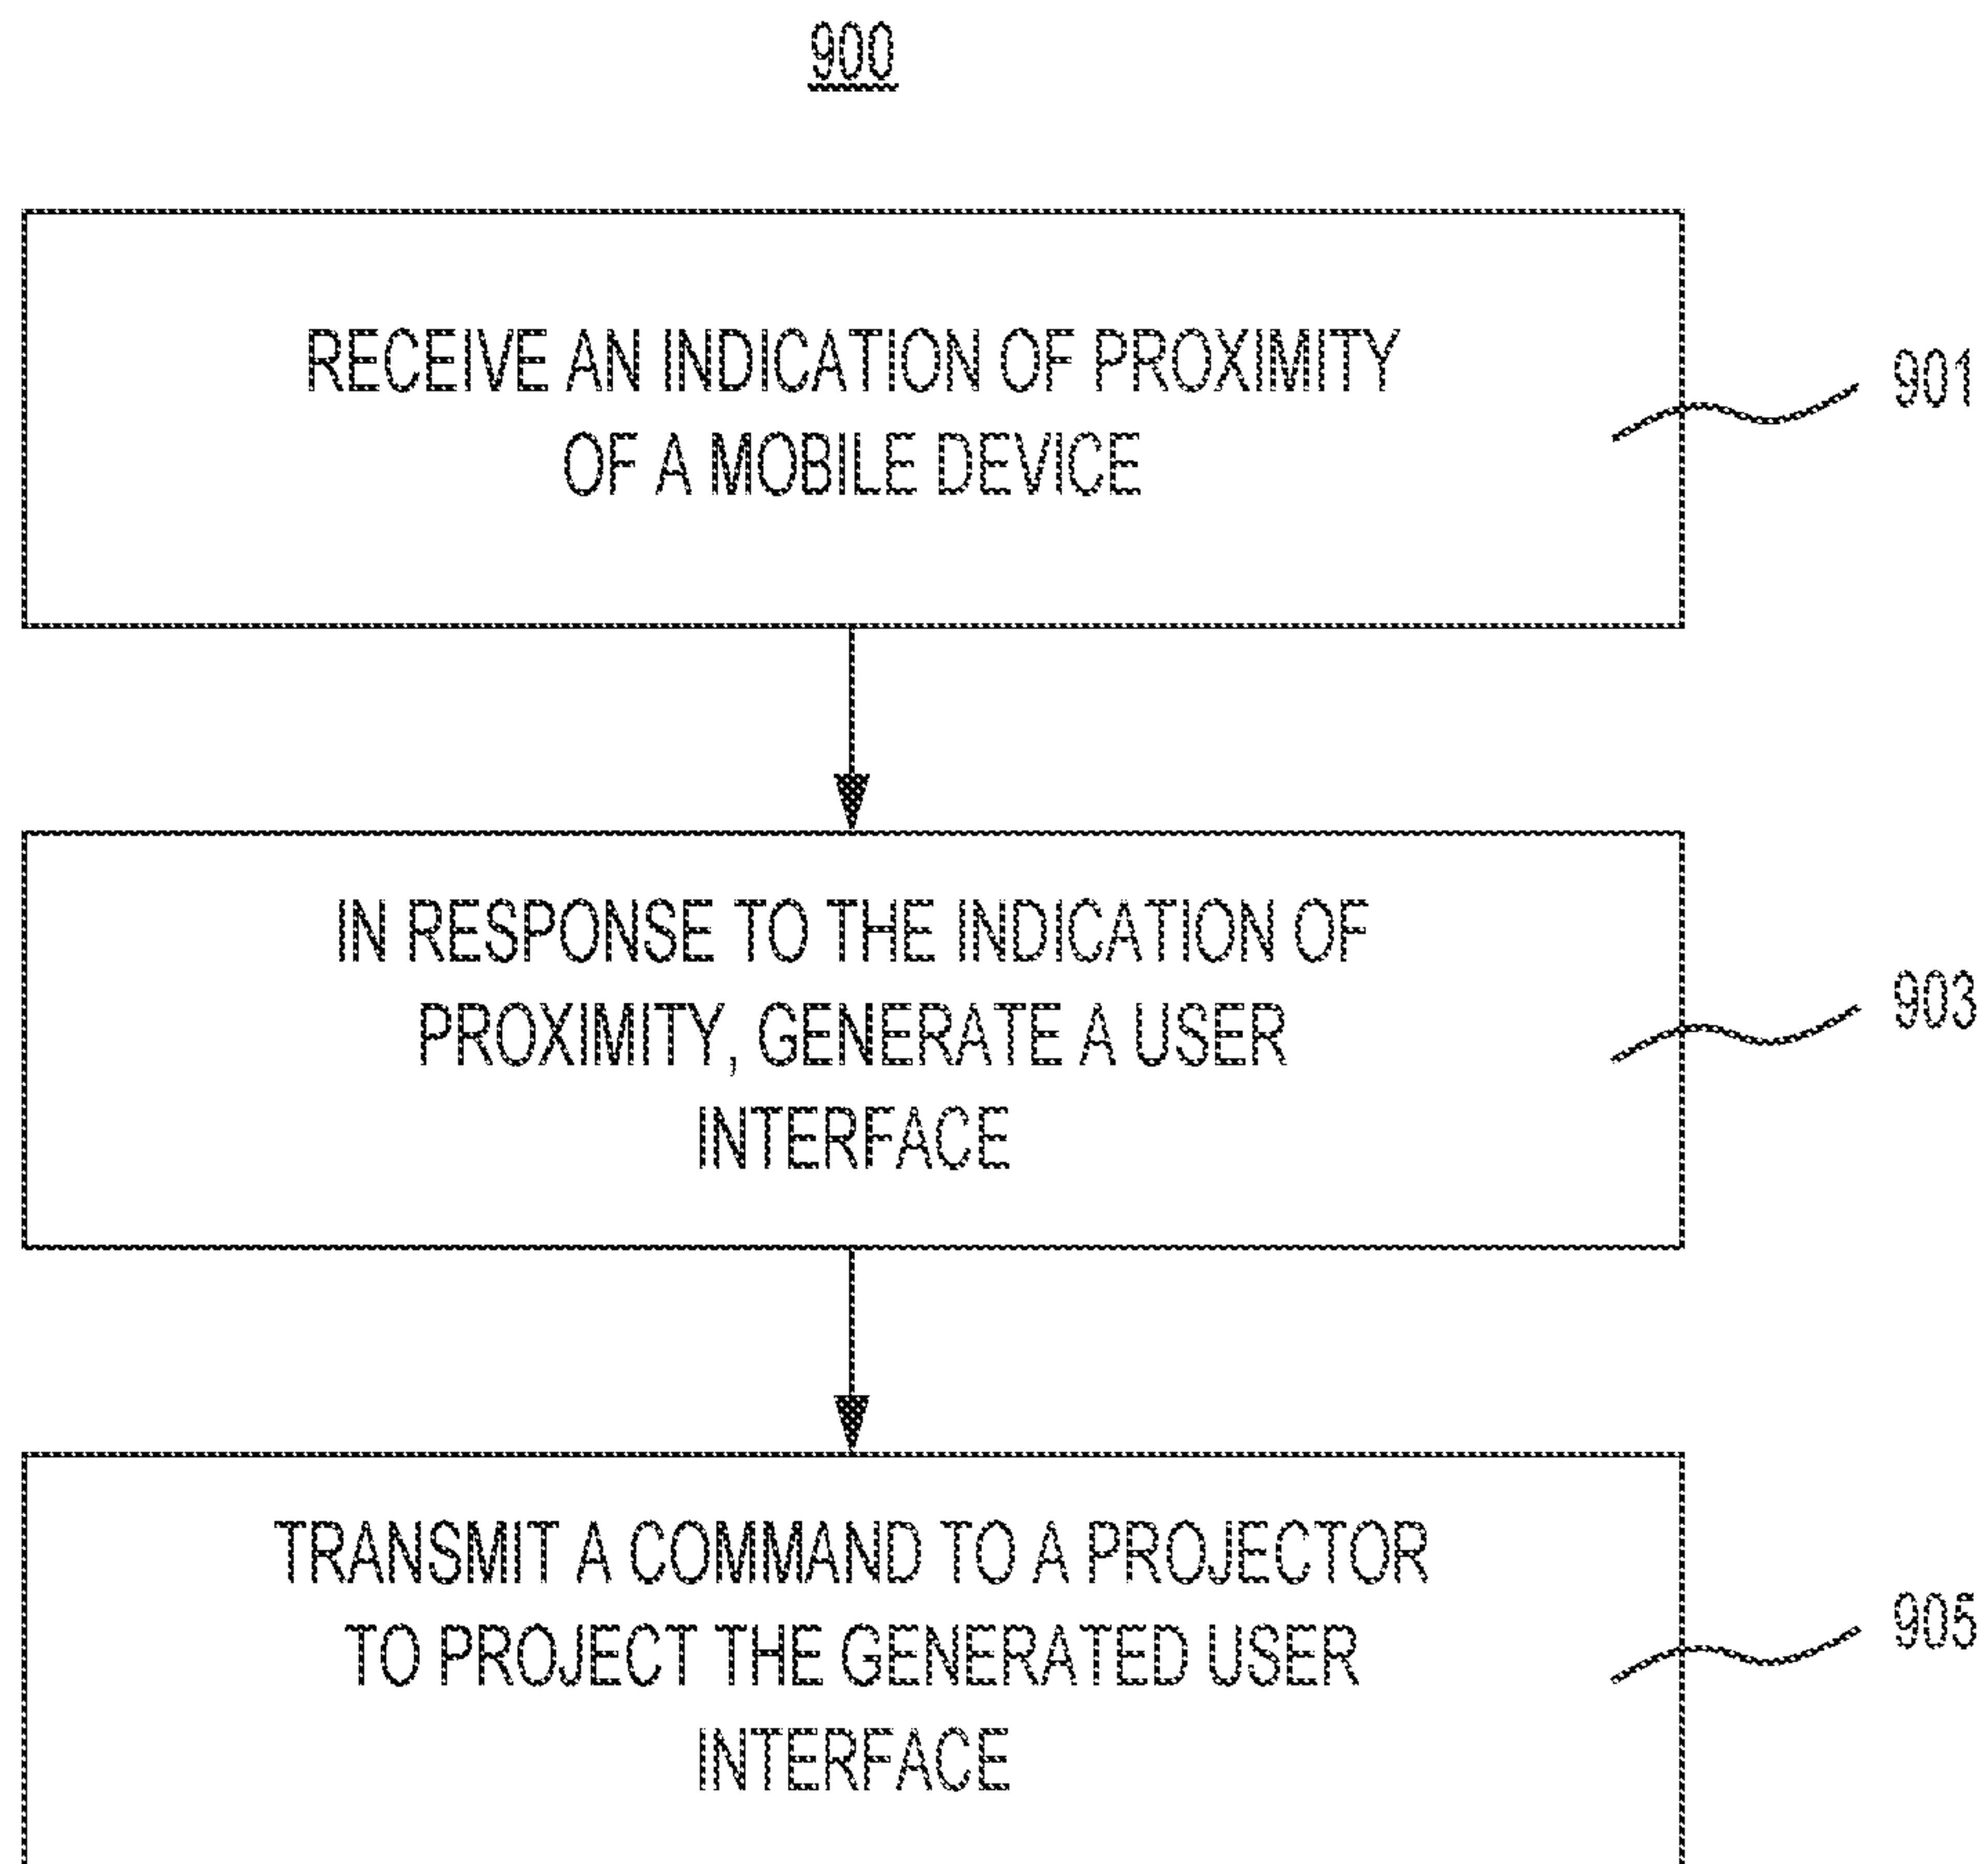 900
RECEIVE AN INDICATION OF PROXIMITY
OF A MOBILE DEVICE
901
IN RESPONSE TO THE INDICATION OF
PROXIMITY, GENERATE A USER
INTERFACE
903
TRANSMIT A COMMAND TO A PROJECTOR
TO PROJECT THE GENERATED USER
INTERFACE
905